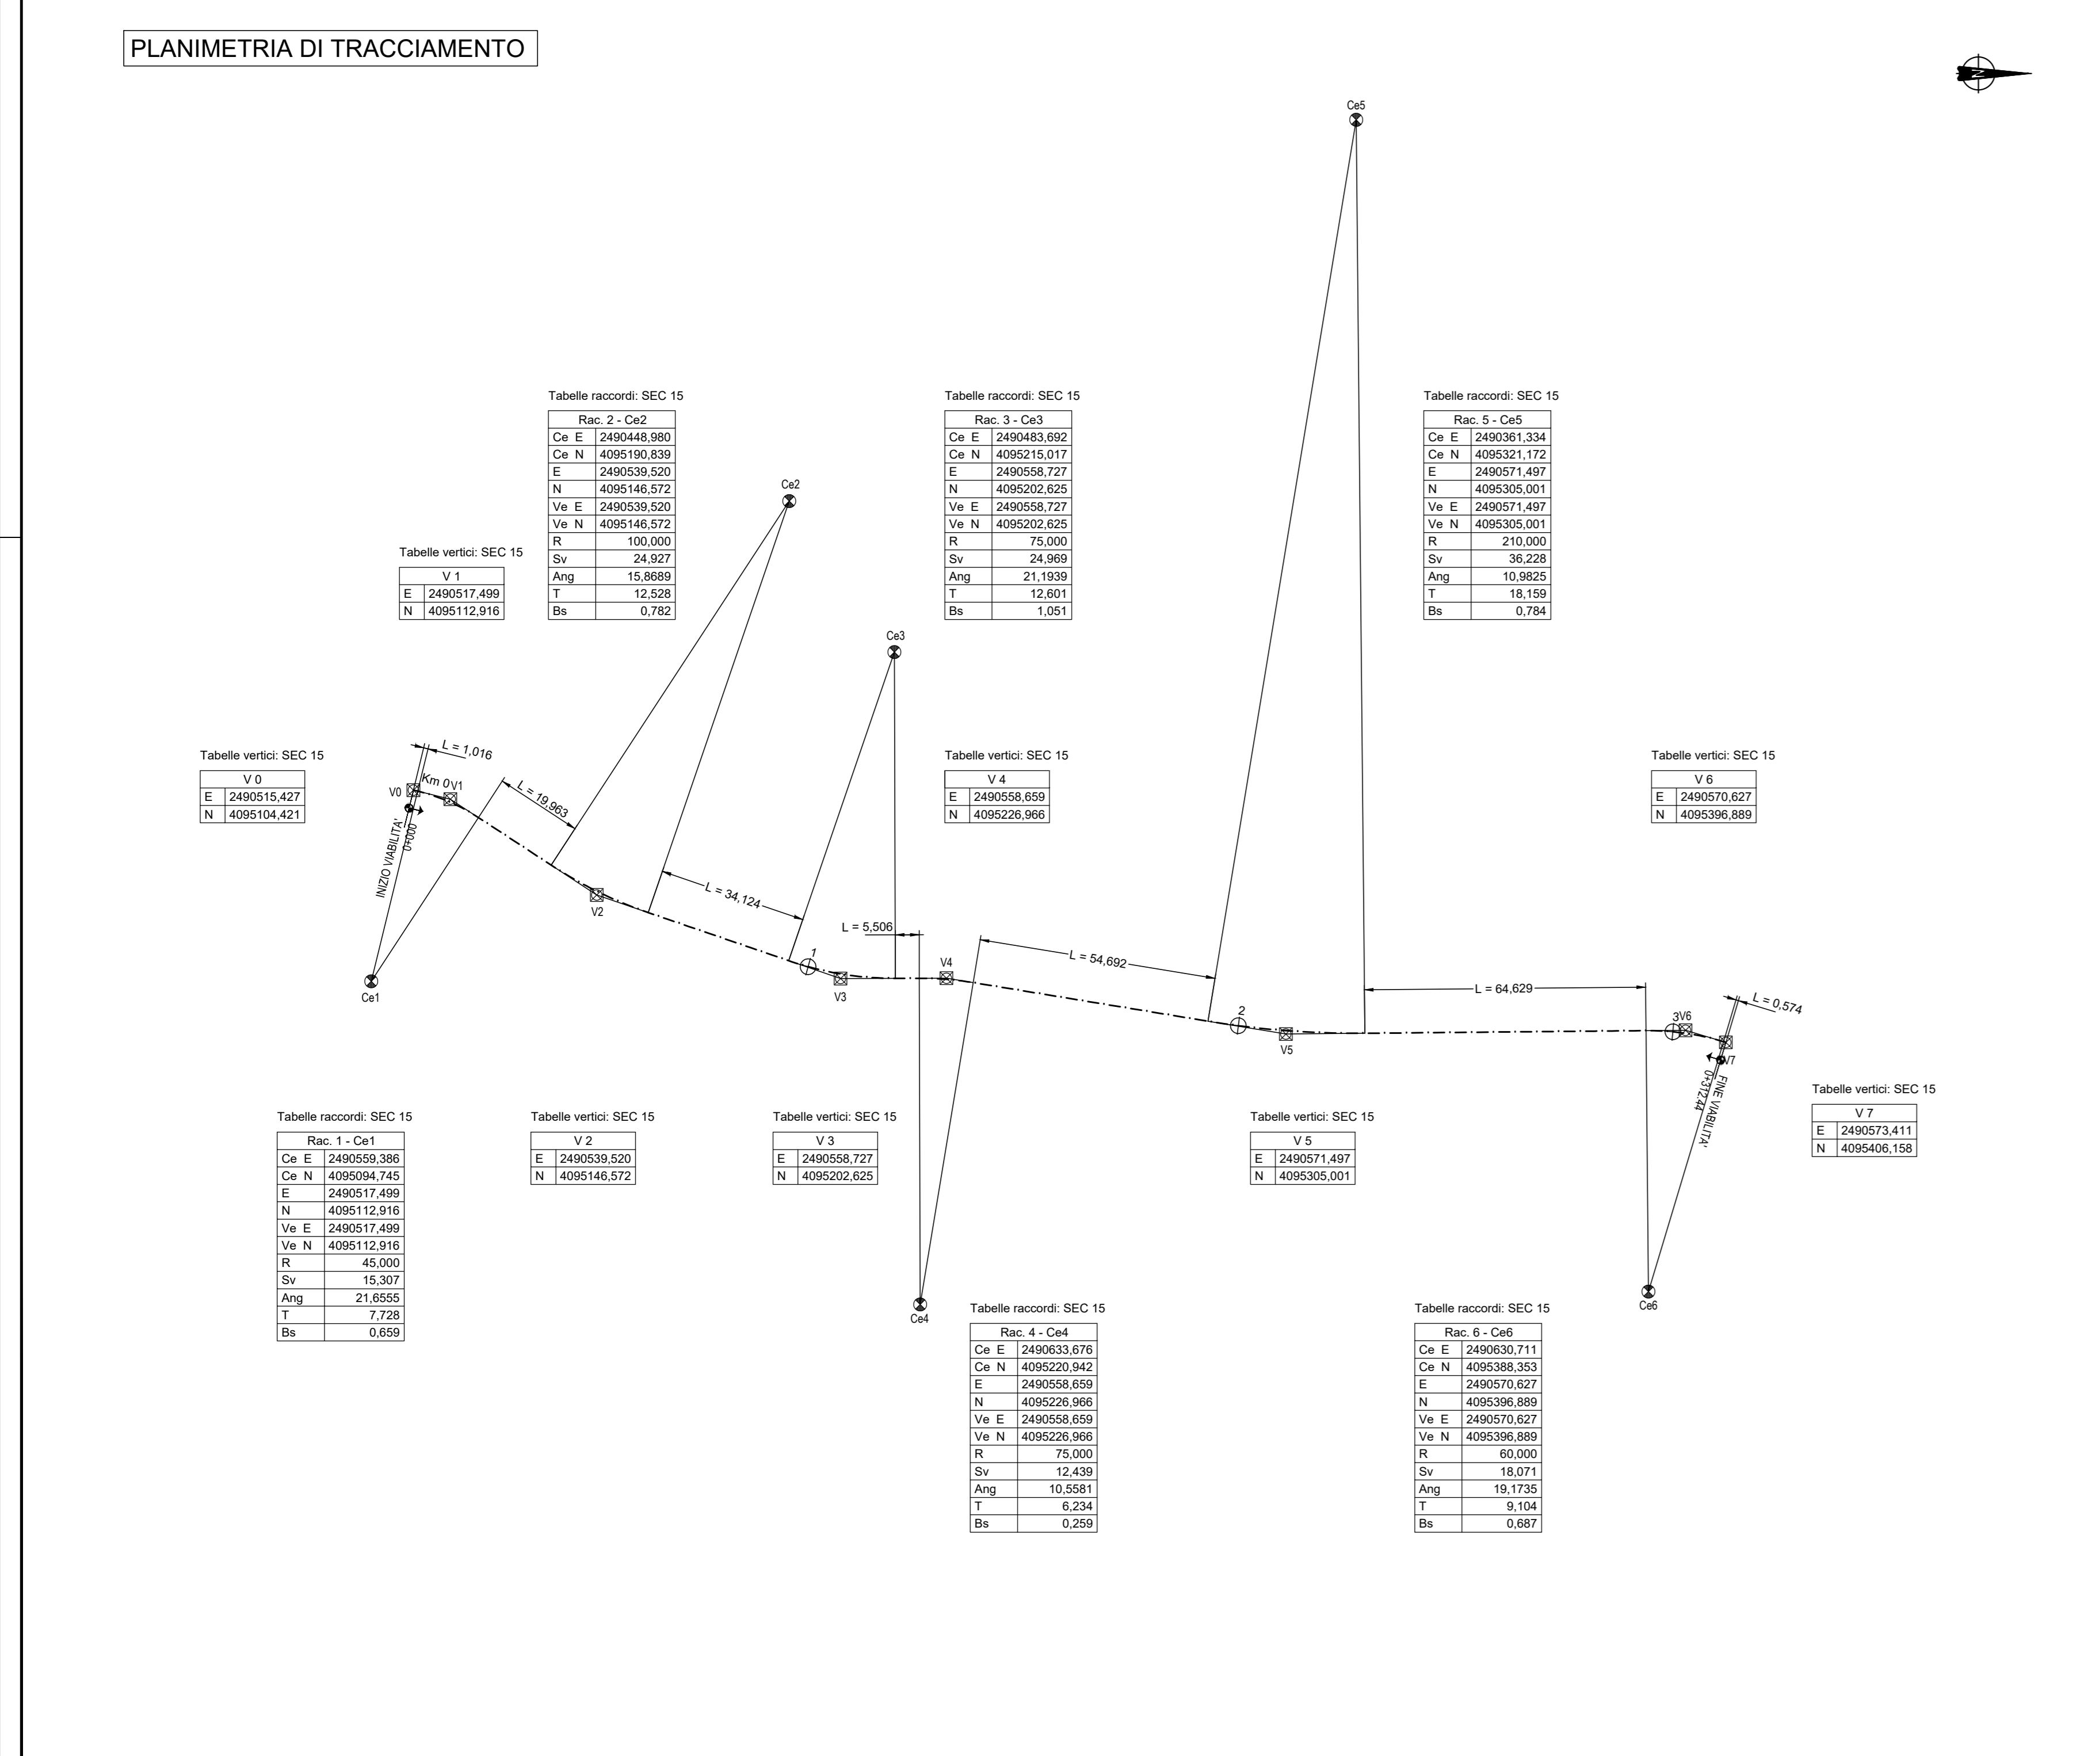 PLANIMETRIA DI TRACCIAMENTO
N
Ce5
Tabelle raccordi: SEC 15
Rac. 2 - Ce2
Ce E 2490448,980
Ce N 4095190,839
E 2490539,520
N 4095146,572
Ve E 2490539,520
Ve N 4095146,572
R 100,000
Sv 24,927
Ang 15,8689
T 12,528
Bs 0,782
Tabelle raccordi: SEC 15
Rac. 3 - Ce3
Ce E 2490483,692
Ce N 4095215,017
E 2490558,727
N 4095202,625
Ve E 2490558,727
Ve N 4095202,625
R 75,000
Sv 24,969
Ang 21,1939
T 12,601
Bs 1,051
Tabelle raccordi: SEC 15
Rac. 5 - Ce5
Ce E 2490361,334
Ce N 4095321,172
E 2490571,497
N 4095305,001
Ve E 2490571,497
Ve N 4095305,001
R 210,000
Sv 36,228
Ang 10,9825
T 18,159
Bs 0,784
Ce2
Tabelle vertici: SEC 15
V 1
E 2490517,499
N 4095112,916
Ce3
Tabelle vertici: SEC 15
V 0
E 2490515,427
N 4095104,421
L = 1,016
Km 0
V0
V1
INIZIO VIABILITA'
0+000
L = 19,963
Tabelle vertici: SEC 15
V 4
E 2490558,659
N 4095226,966
Tabelle vertici: SEC 15
V 6
E 2490570,627
N 4095396,889
V2
L = 34,124
L = 5,506
1
V3
V4
L = 54,692
Ce1
2
V5
L = 64,629
3
V6
L = 0,574
V7
FINE VIABILITA'
0+312.44
Tabelle vertici: SEC 15
V 7
E 2490573,411
N 4095406,158
Tabelle raccordi: SEC 15
Rac. 1 - Ce1
Ce E 2490559,386
Ce N 4095094,745
E 2490517,499
N 4095112,916
Ve E 2490517,499
Ve N 4095112,916
R 45,000
Sv 15,307
Ang 21,6555
T 7,728
Bs 0,659
Tabelle vertici: SEC 15
V 2
E 2490539,520
N 4095146,572
Tabelle vertici: SEC 15
V 3
E 2490558,727
N 4095202,625
Tabelle vertici: SEC 15
V 5
E 2490571,497
N 4095305,001
Ce4
Ce6
Tabelle raccordi: SEC 15
Rac. 4 - Ce4
Ce E 2490633,676
Ce N 4095220,942
E 2490558,659
N 4095226,966
Ve E 2490558,659
Ve N 4095226,966
R 75,000
Sv 12,439
Ang 10,5581
T 6,234
Bs 0,259
Tabelle raccordi: SEC 15
Rac. 6 - Ce6
Ce E 2490630,711
Ce N 4095388,353
E 2490570,627
N 4095396,889
Ve E 2490570,627
Ve N 4095396,889
R 60,000
Sv 18,071
Ang 19,1735
T 9,104
Bs 0,687